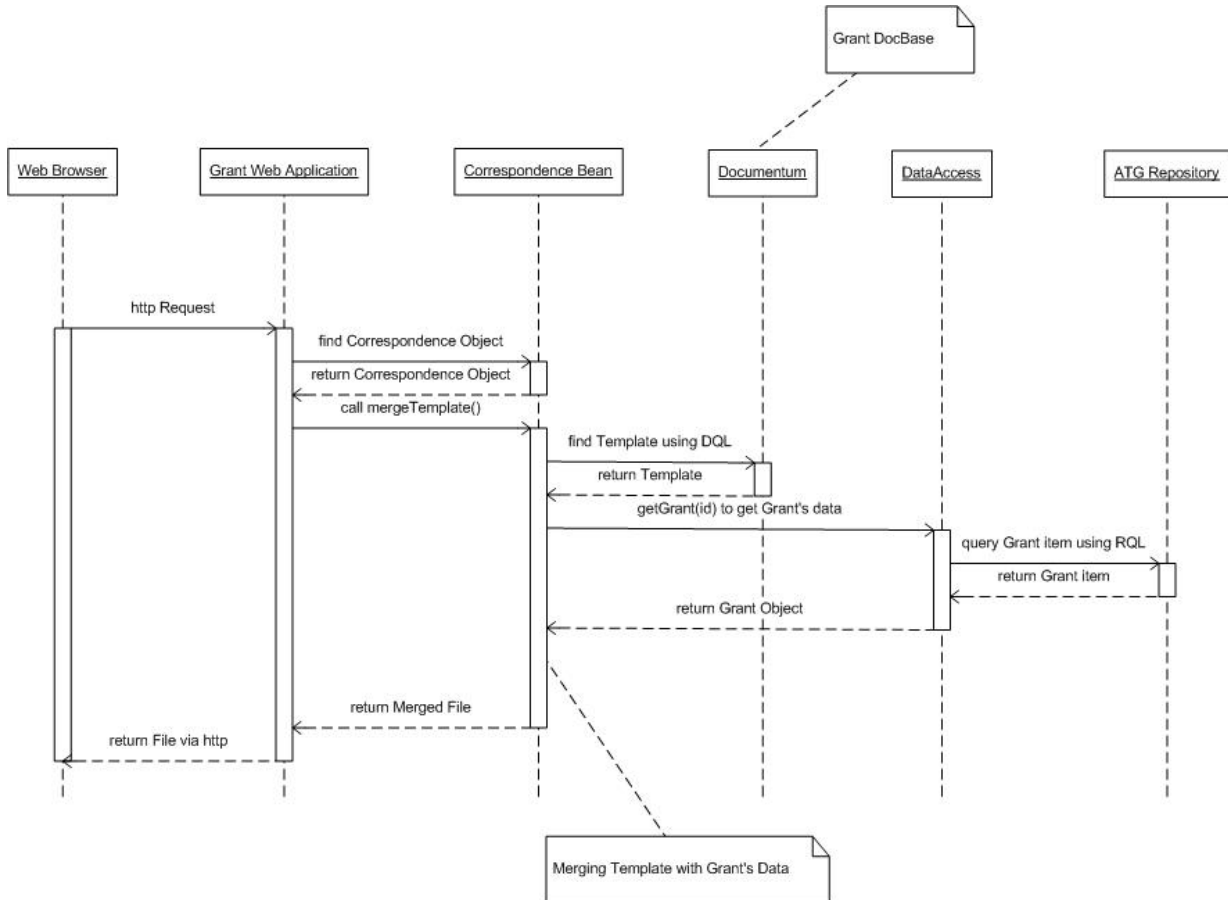 Grant DocBase
Web Browser
Grant Web Application
Correspondence Bean
Documentum
DataAccess
ATG Repository
http Request
find Correspondence Object
return Correspondence Object
call mergeTemplate()
find Template using DQL
return Template
getGrant(id) to get Grant's data
query Grant item using RQL
return Grant item
return Grant Object
return Merged File
return File via http
Merging Template with Grant's Data